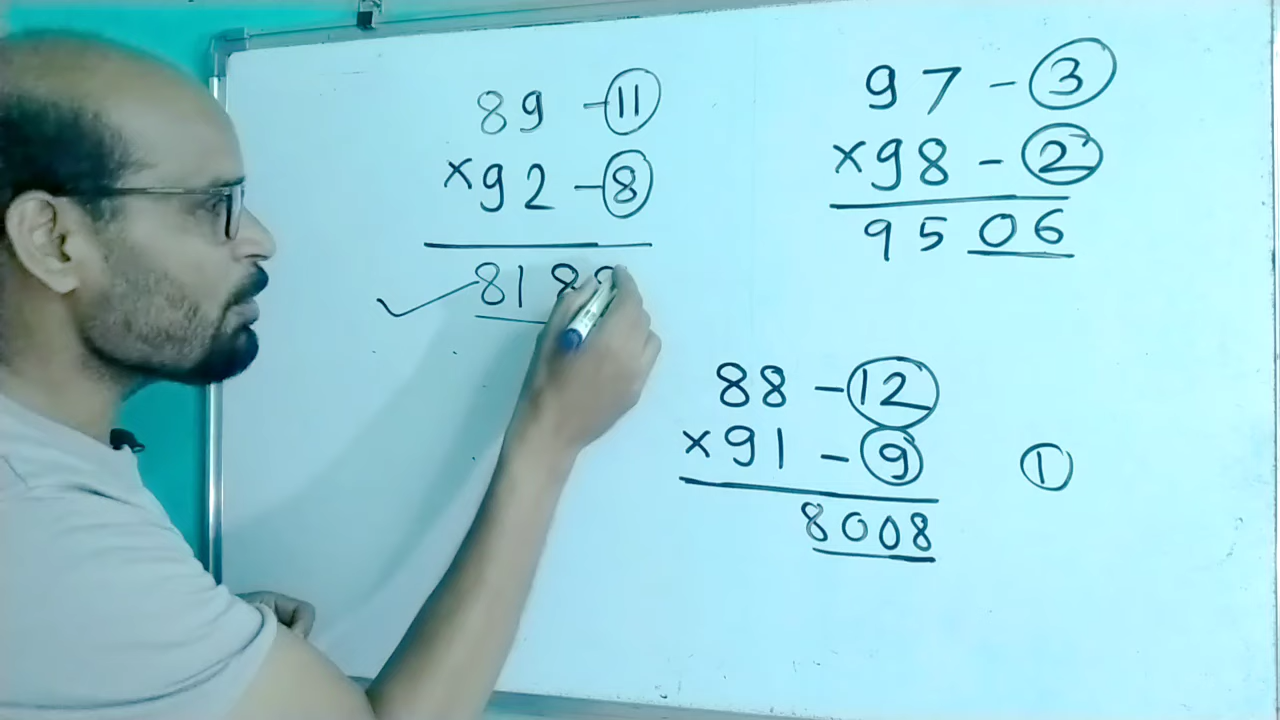 89 - 11
×92 - 8
8188
97 - 3
×98 - 2
9506
88 - 12
×91 - 9
1
8008